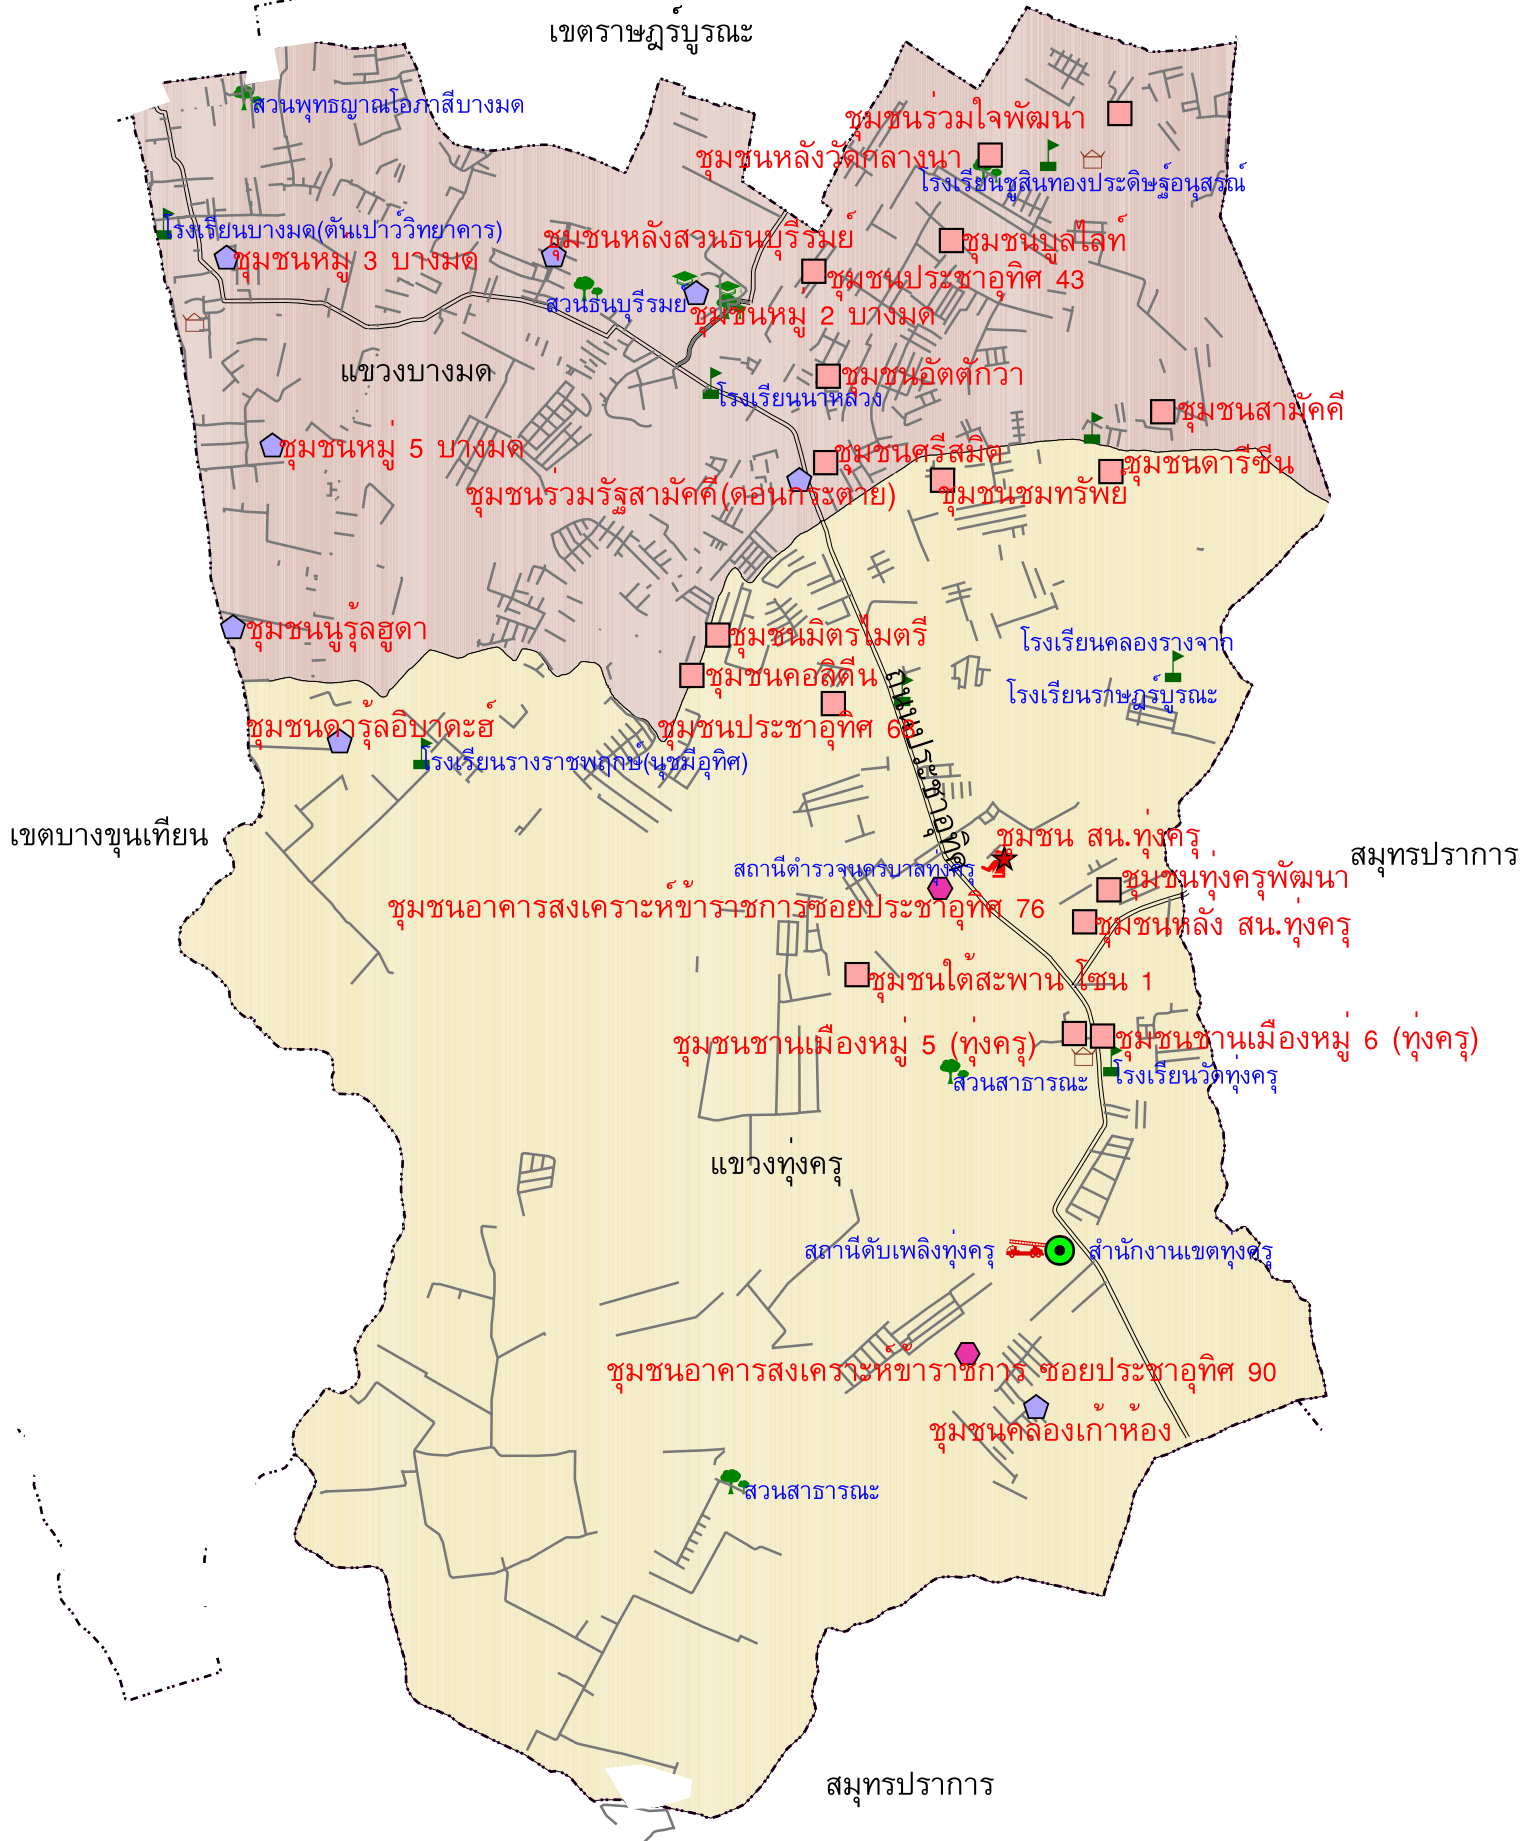 เขตราษฎร์บูรณะ
สวนพุทธญาณโอภาสีบางมด
ชุมชนร่วมใจพัฒนา
ชุมชนหลังวัดกลางนา
โรงเรียนชูสินทองประดิษฐ์อนุสรณ์
โรงเรียนบางมด(ตันเปาว์วิทยาคาร)
ชุมชนหลังสวนธนบุรีรมย์
ชุมชนบูลไล้ท์
ชุมชนหมู่ 3 บางมด
ชุมชนประชาอุทิศ 43
สวนธนบุรีรมย์
ชุมชนหมู่ 2 บางมด
แขวงบางมด
ชุมชนอัตตักวา
โรงเรียนนาหลวง
ชุมชนสามัคคี
ชุมชนหมู่ 5 บางมด
ชุมชนศรีสมิต
ชุมชนดารีซีน
ชุมชนร่วมรัฐสามัคคี(ดอนกระต่าย)
ชุมชนชมทรัพย์
ชุมชนนูรุ้ลฮูดา
ชุมชนมิตรไมตรี
โรงเรียนคลองรางจาก
ชุมชนคอลิดีน
โรงเรียนราษฎร์บูรณะ
ชุมชนดารุ้ลอิบาดะฮ์
ชุมชนประชาอุทิศ 68
โรงเรียนรางราชพฤกษ์(นุชมีอุทิศ)
ถนนประชาอุทิศ
เขตบางขุนเทียน
ชุมชน สน.ทุ่งครุ
สมุทรปราการ
สถานีตำรวจนครบาลทุ่งครุ
ชุมชนทุ่งครุพัฒนา
ชุมชนอาคารสงเคราะห์ข้าราชการซอยประชาอุทิศ 76
ชุมชนหลัง สน.ทุ่งครุ
ชุมชนใต้สะพาน โซน 1
ชุมชนชานเมืองหมู่ 5 (ทุ่งครุ)
ชุมชนชานเมืองหมู่ 6 (ทุ่งครุ)
สวนสาธารณะ
โรงเรียนวัดทุ่งครุ
แขวงทุ่งครุ
สถานีดับเพลิงทุ่งครุ
สำนักงานเขตทุ่งครุ
ชุมชนอาคารสงเคราะห์ข้าราชการ ซอยประชาอุทิศ 90
ชุมชนคลองเก้าห้อง
สวนสาธารณะ
สมุทรปราการ